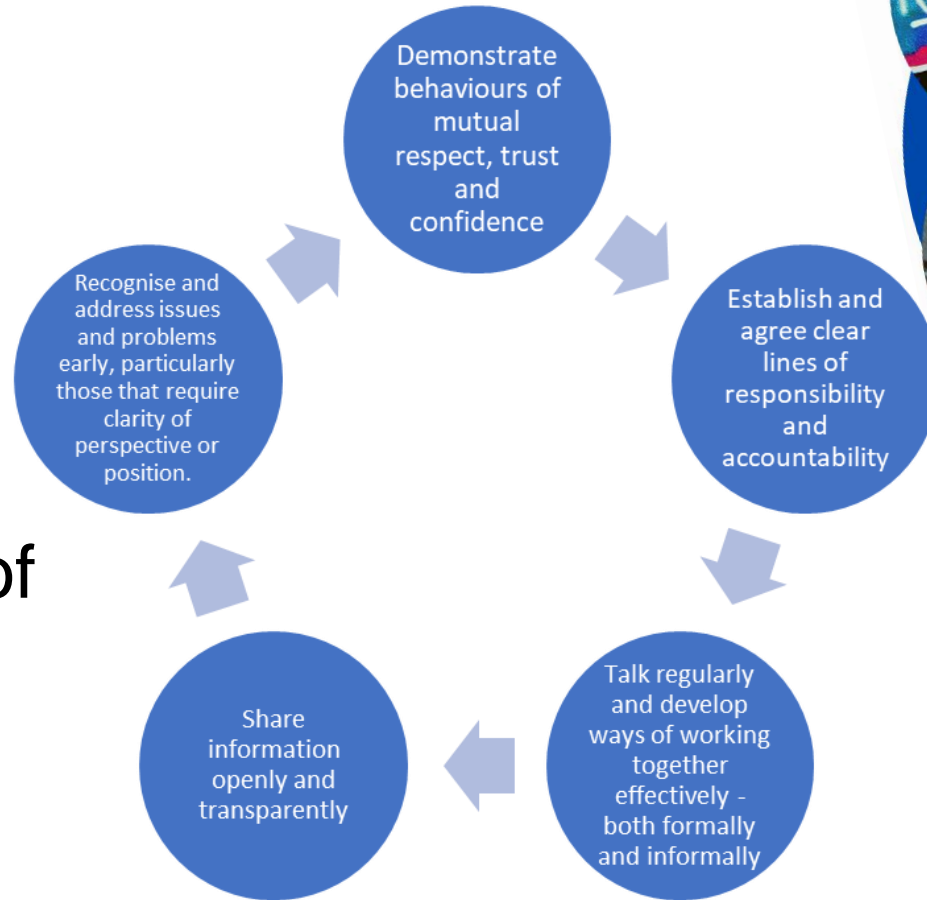 Demonstrate
behaviours of
mutual
respect, trust
and
confidence
Establish and
agree clear
lines of
responsibility
and
accountability
Talk regularly
and develop
ways of working
together
effectively -
both formally
and informally
Share
information
openly and
transparently
Recognise and
address issues
and problems
early, particularly
those that require
clarity of
perspective or
position.
of